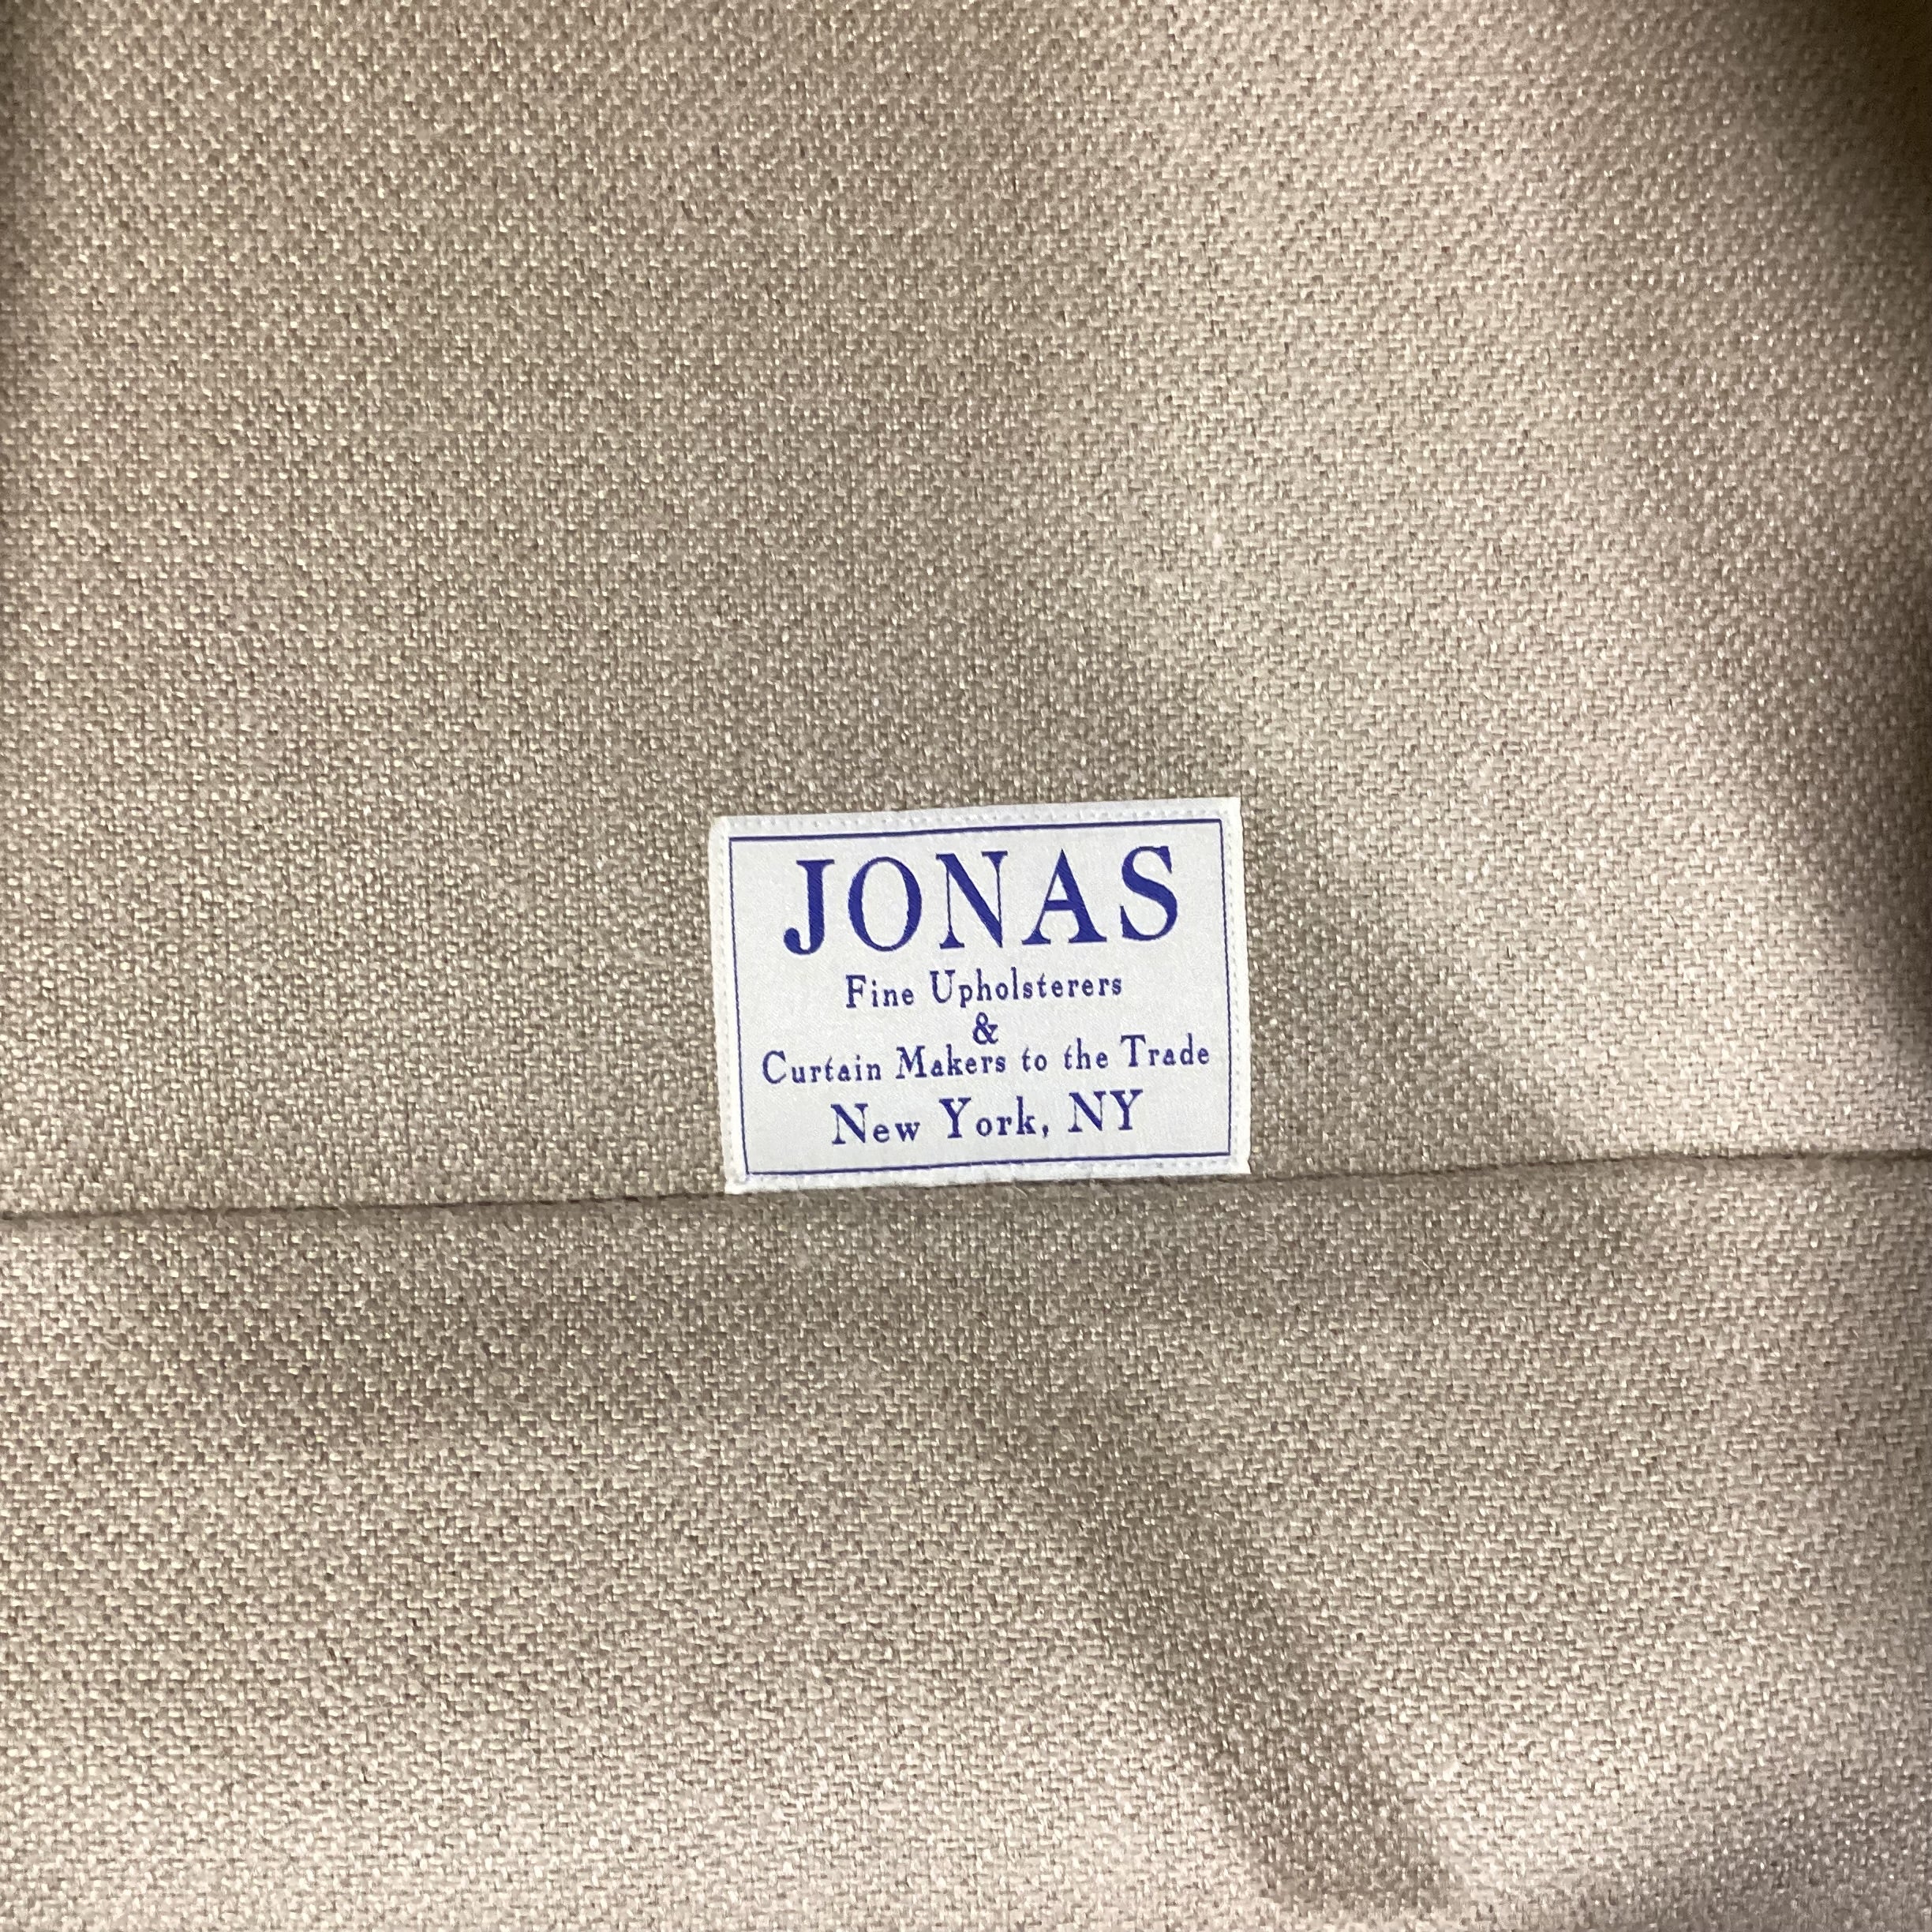 JONAS
Fine Upholsterers
&
Curtain Makers to the Trade
New York, NY